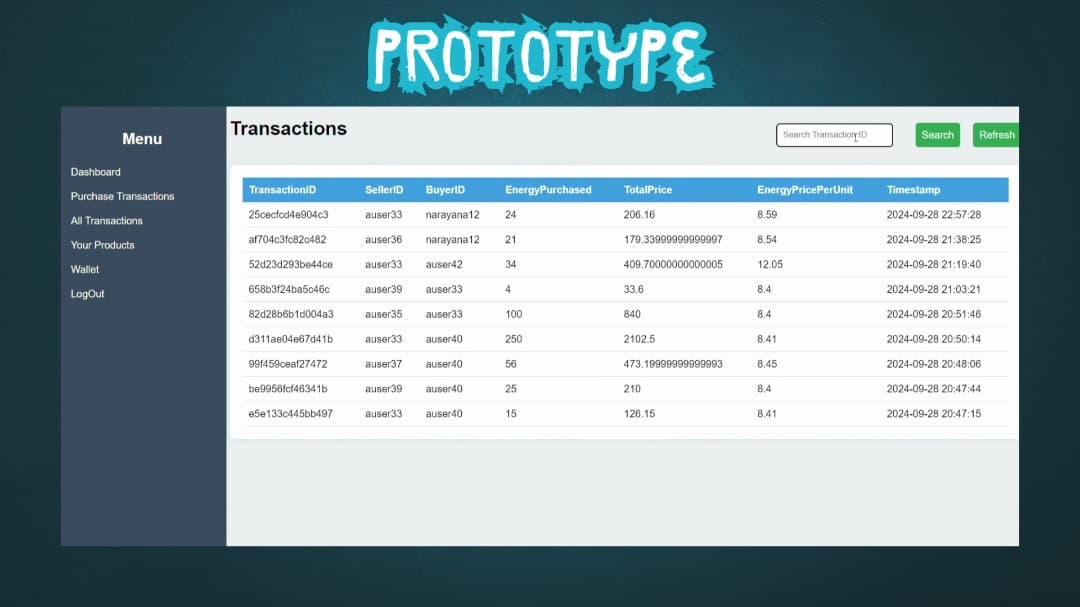 PROTOTYPE
Menu
Dashboard
Purchase Transactions
All Transactions
Your Products
Wallet
LogOut
Transactions
Search Transaction ID
Search
Refresh
TransactionID SellerID BuyerID EnergyPurchased TotalPrice EnergyPricePerUnit Timestamp
25cecfcd4e904c3 auser33 narayana12 24 206.16 8.59 2024-09-28 22:57:28
af704c3fc82c482 auser36 narayana12 21 179.33999999999997 8.54 2024-09-28 21:38:25
52d23d293be44ce auser33 auser42 34 409.70000000000005 12.05 2024-09-28 21:19:40
658b3f24ba5c46c auser39 auser33 4 33.6 8.4 2024-09-28 21:03:21
82d28b6b1d004a3 auser35 auser33 100 840 8.4 2024-09-28 20:51:46
d311ae04e67d41b auser33 auser40 250 2102.5 8.41 2024-09-28 20:50:14
99f459ceaf27472 auser37 auser40 56 473.19999999999993 8.45 2024-09-28 20:48:06
be9956fcf46341b auser39 auser40 25 210 8.4 2024-09-28 20:47:44
e5e133c445bb497 auser33 auser40 15 126.15 8.41 2024-09-28 20:47:15